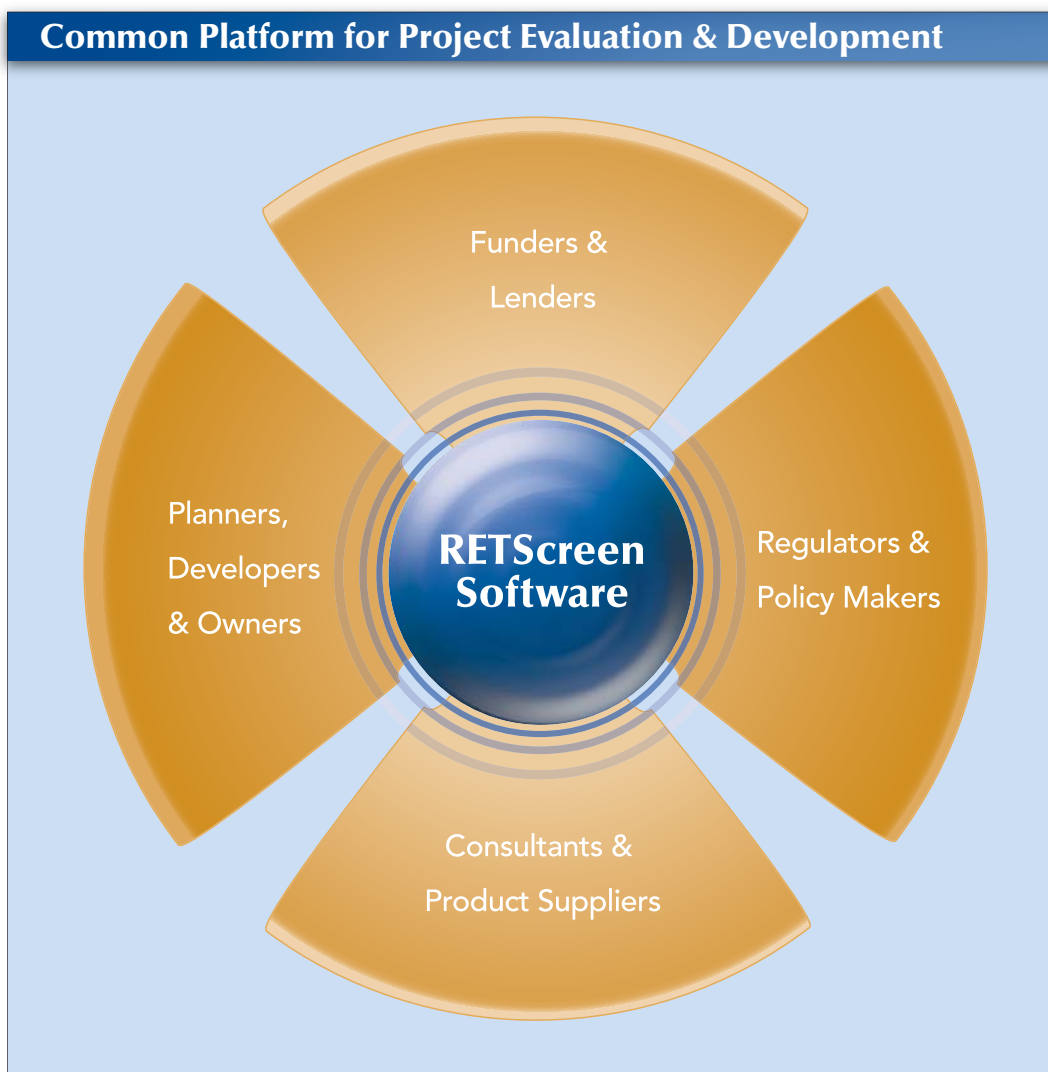 Common Platform for Project Evaluation & Development
Funders &
Lenders
Planners,
Developers
& Owners
RETScreen
Software
Regulators &
Policy Makers
Consultants &
Product Suppliers